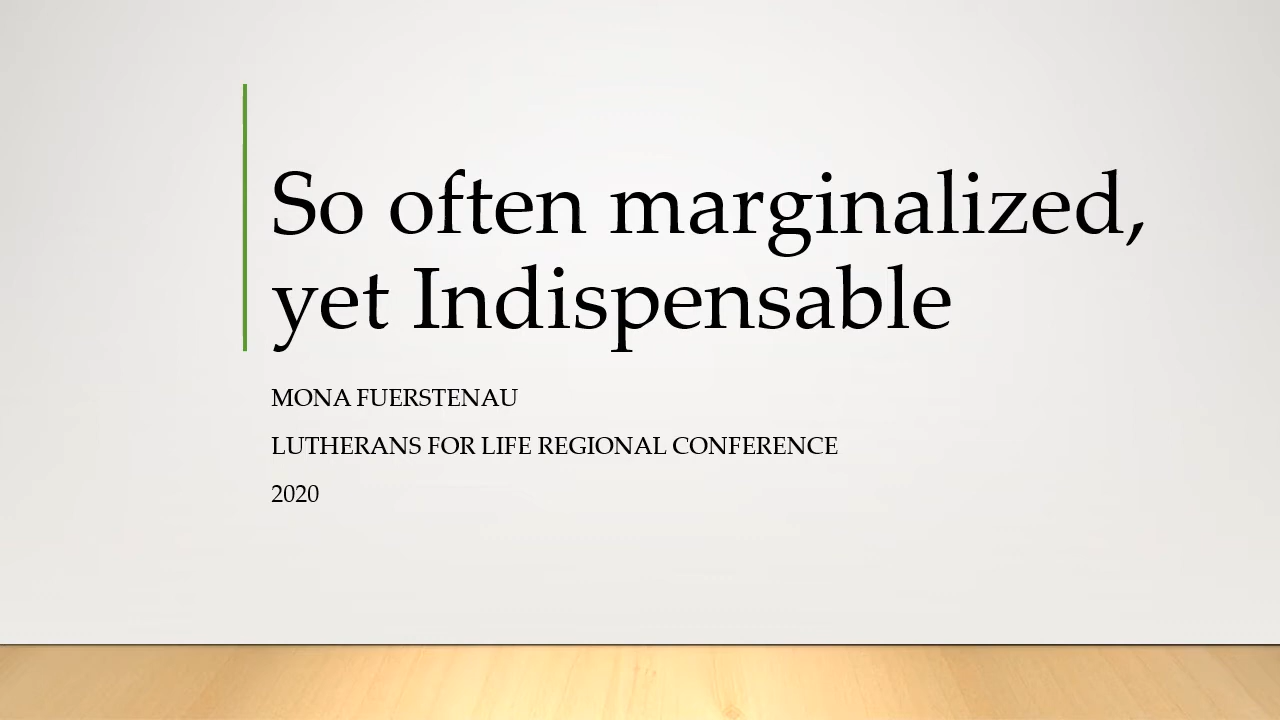 So often marginalized,
yet Indispensable
MONA FUERSTENAU
LUTHERANS FOR LIFE REGIONAL CONFERENCE
2020